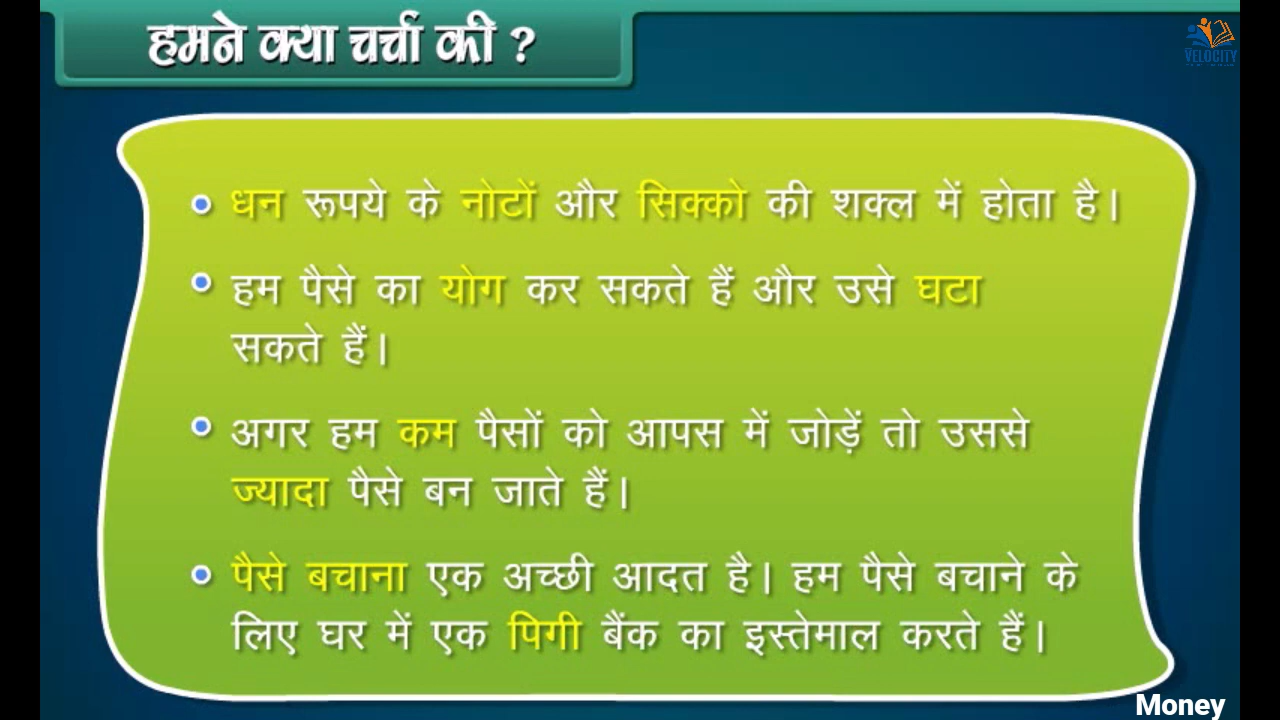 हमने क्या चर्चा की ?
VELOCITY
धन रूपये के नोटों और सिक्को की शक्ल में होता है।
हम पैसे का योग कर सकते हैं और उसे घटा
सकते हैं।
अगर हम कम पैसों को आपस में जोड़ें तो उससे
ज्यादा पैसे बन जाते हैं।
पैसे बचाना एक अच्छी आदत है। हम पैसे बचाने के
लिए घर में एक पिगी बैंक का इस्तेमाल करते हैं।
Money